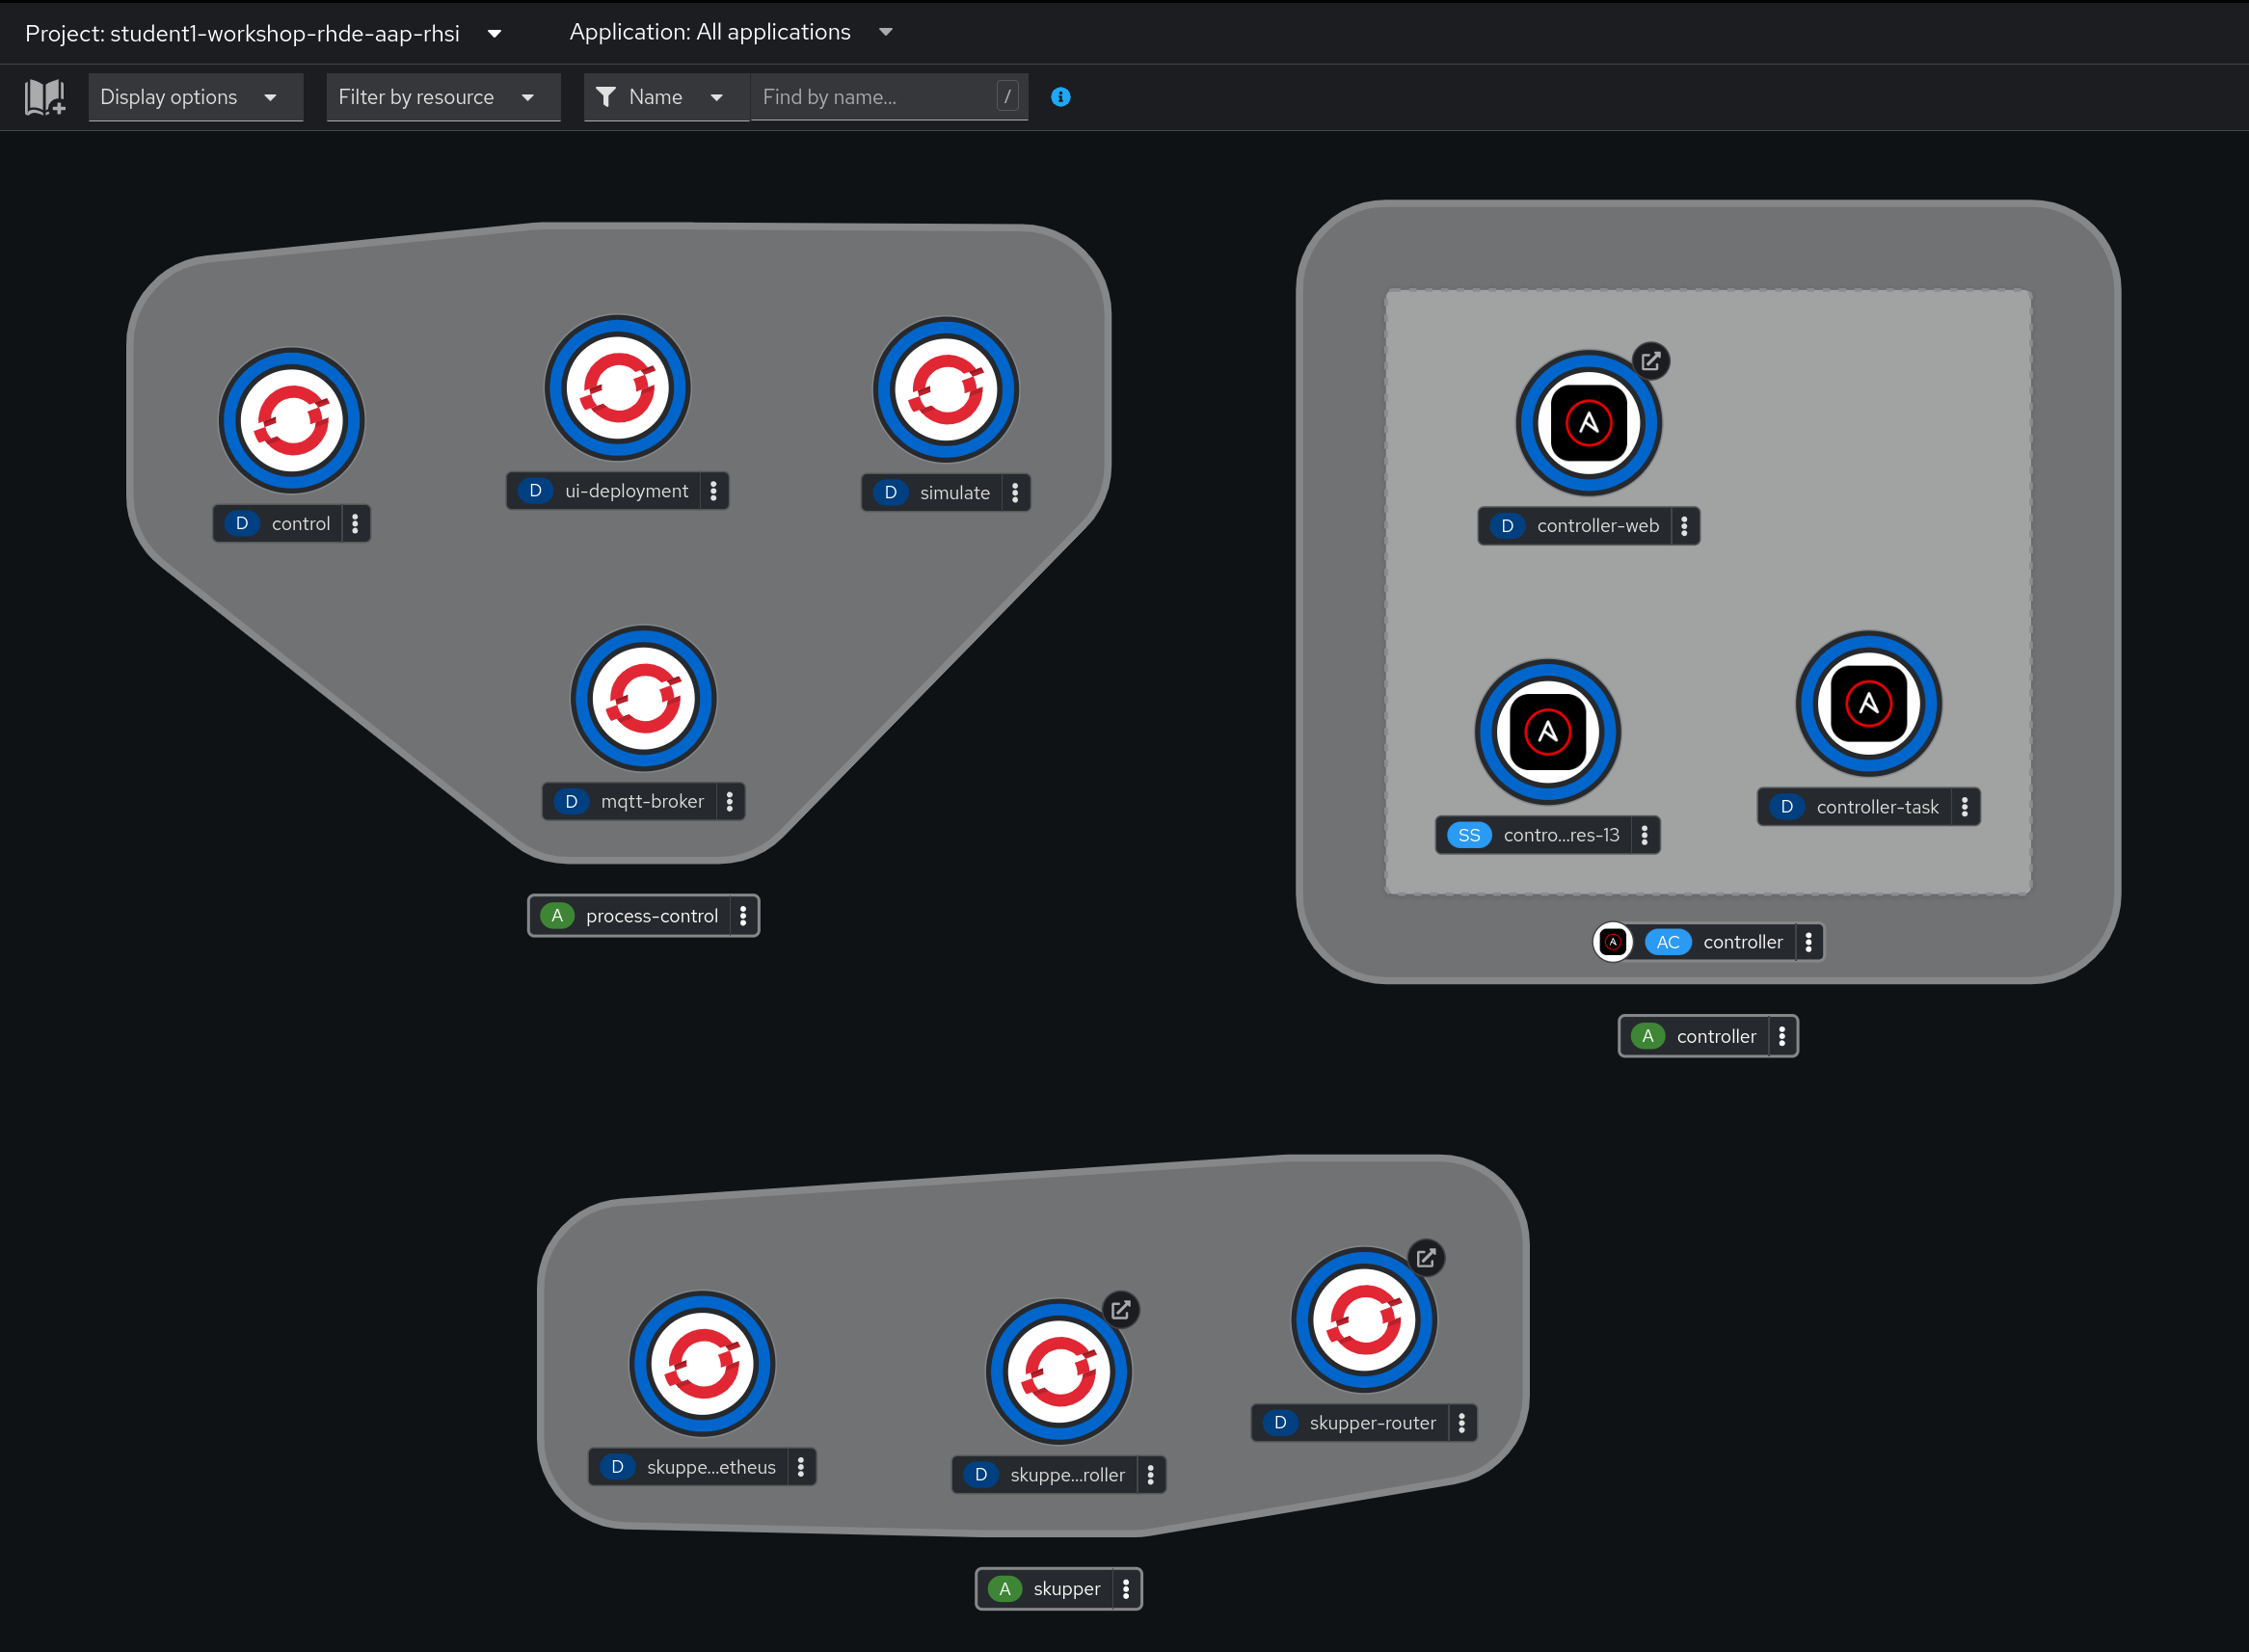 Project: student1-workshop-rhde-aap-rhsi
Application: All applications
Display options
Filter by resource
Name
Find by name...
/
D control
D ui-deployment
D simulate
D mqtt-broker
A process-control
D controller-web
SS contro...res-13
D controller-task
AC controller
A controller
D skuppe...etheus
D skuppe...roller
D skupper-router
A skupper